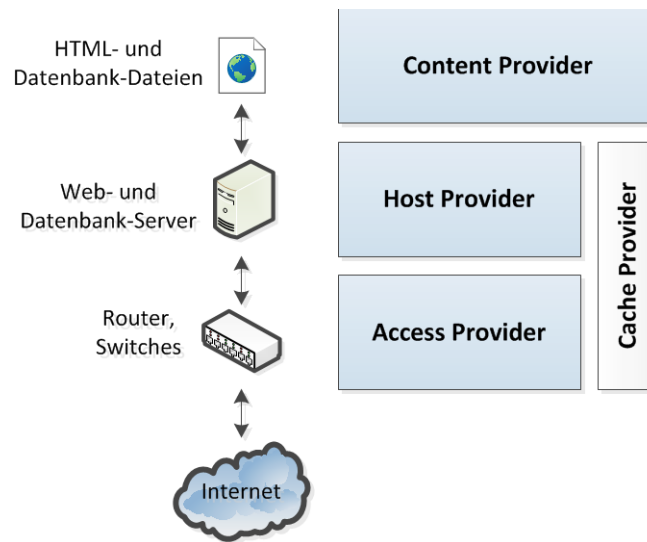 HTML- und
Datenbank-Dateien
Content Provider
Web- und
Datenbank-Server
Host Provider
Cache Provider
Router,
Switches
Access Provider
Internet